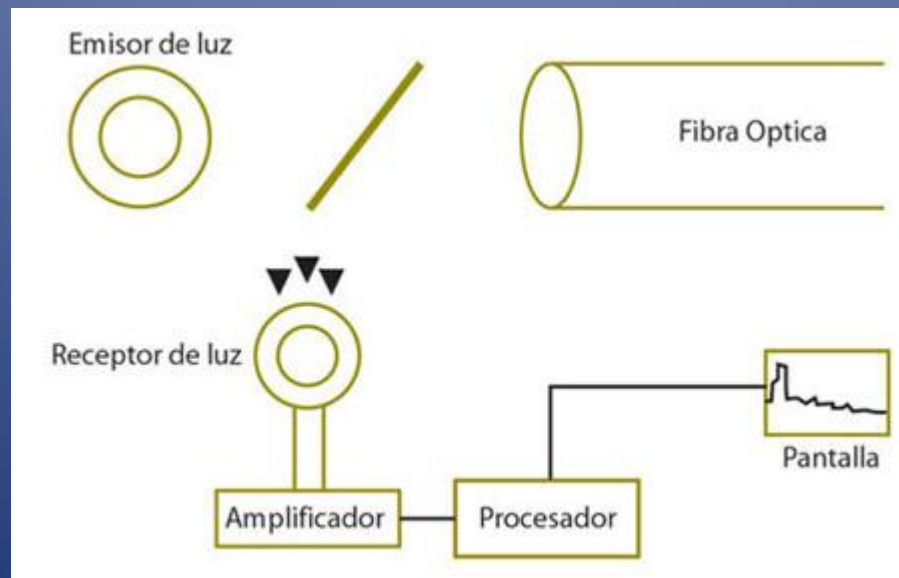 Emisor de luz
Fibra Optica
Receptor de luz
Pantalla
Amplificador
Procesador